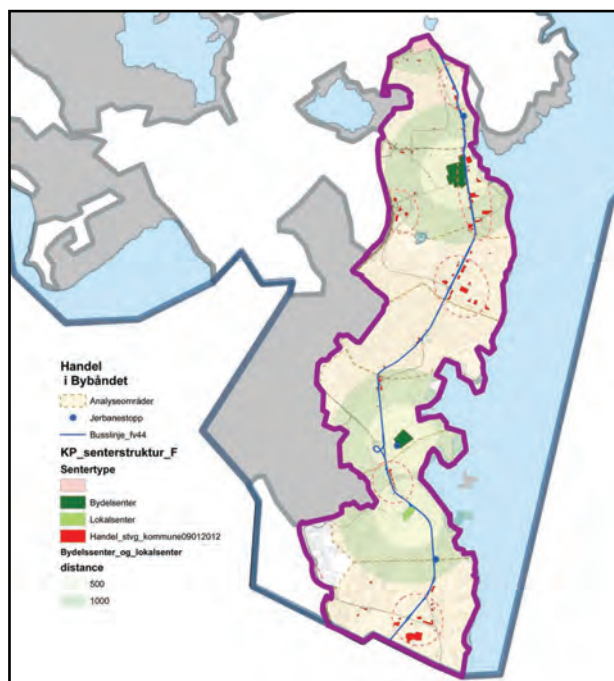 Handel
i Bybåndet
Analyseområder
Jerbanestopp
Busslinje_fv44
KP_senterstruktur_F
Sentertype
Bydelsenter
Lokalsenter
Handel_stvg_kommune09012012
Bydelssenter_og_lokalsenter
distance
500
1000